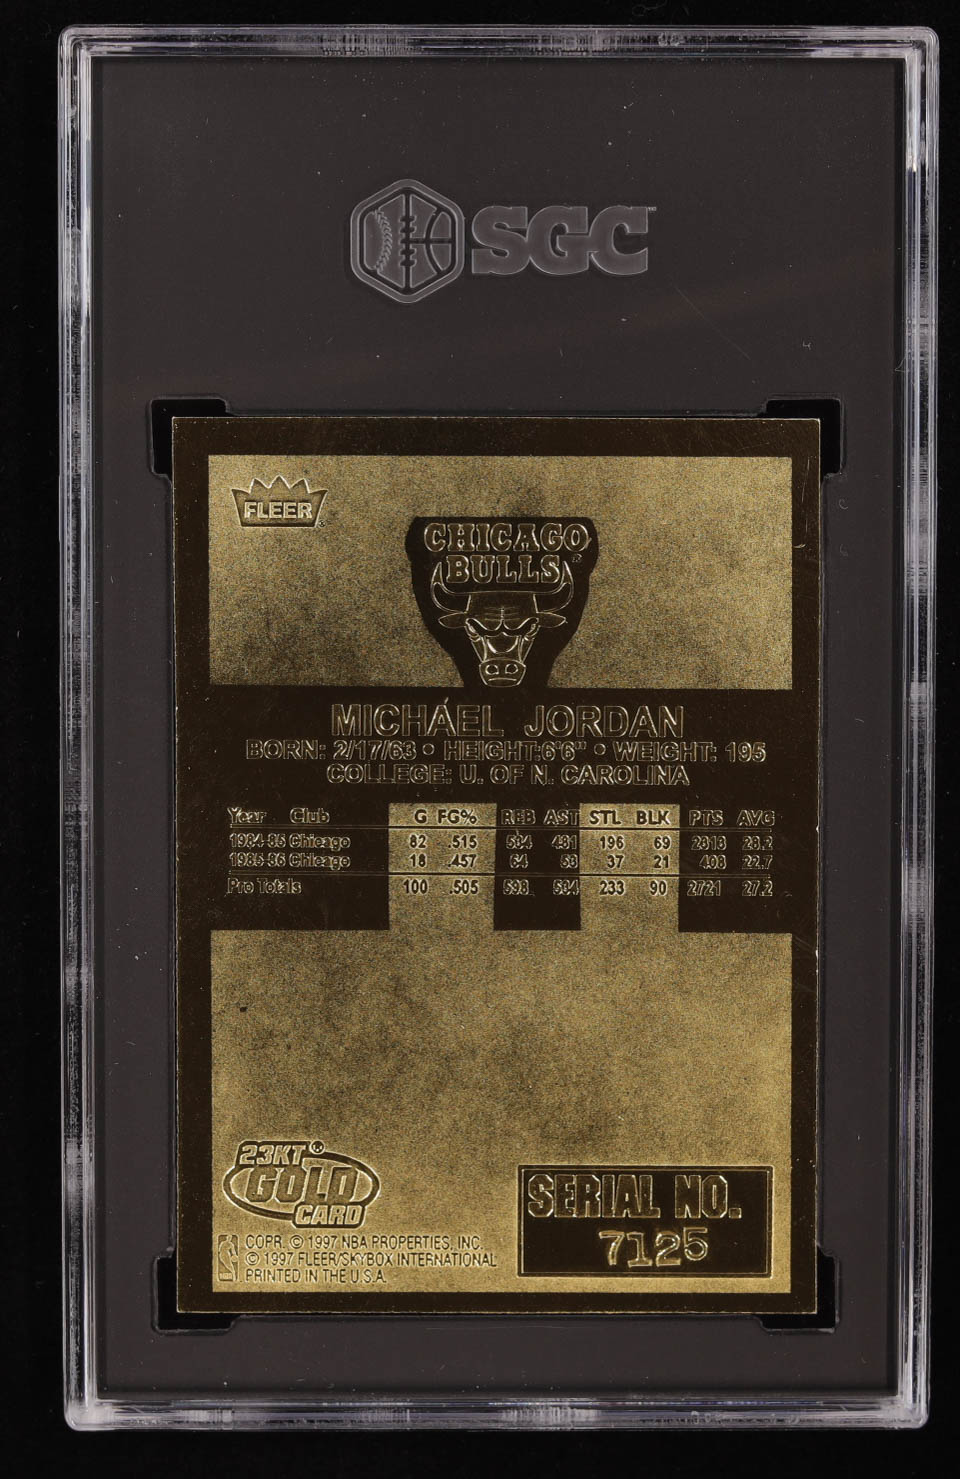 SGC
FLEER
CHICAGO
BULLS
MICHAEL JORDAN
BORN: 2/17/63 • HEIGHT:6'6" • WEIGHT: 195
COLLEGE: U. OF N. CAROLINA
Year Club G FG% REB AST STL BLK PTS AVG
1984-85 Chicago 82 .515 534 481 196 69 2313 28.2
1985-86 Chicago 18 .457 64 53 37 21 408 22.7
Pro Totals 100 .505 598 534 233 90 2721 27.2
23KT
GOLD
CARD
SERIAL NO.
7125
COPR. © 1997 NBA PROPERTIES, INC.
© 1997 FLEER/SKYBOX INTERNATIONAL
PRINTED IN THE U.S.A.